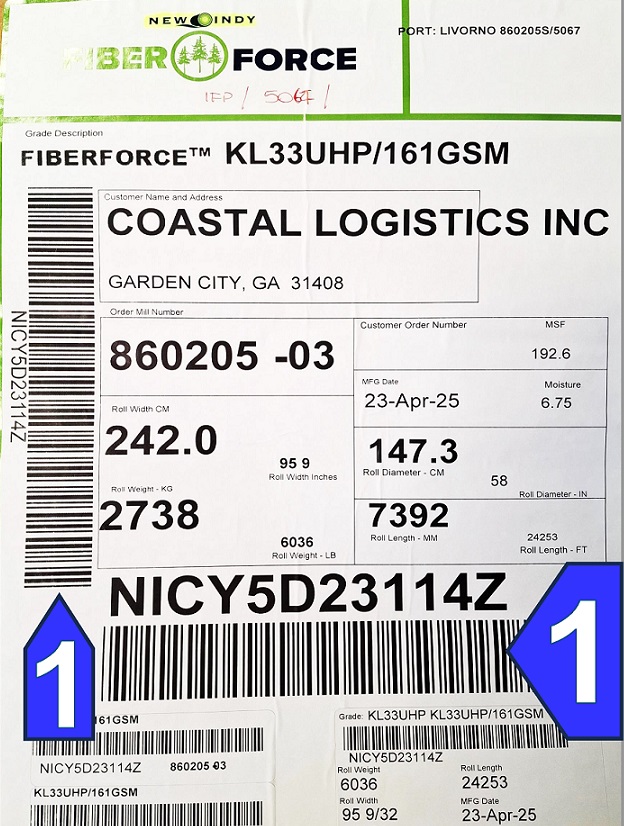 NEW INDY
FIBER FORCE
PORT: LIVORNO 860205S/5067
IFP / 5067 /
Grade Description
FIBERFORCE™ KL33UHP/161GSM
Customer Name and Address
COASTAL LOGISTICS INC
GARDEN CITY, GA 31408
NICY5D23114Z
Order Mill Number
860205 -03
Customer Order Number
MSF
192.6
MFG Date
23-Apr-25
Moisture
6.75
Roll Width CM
242.0
95 9
Roll Width Inches
147.3
Roll Diameter - CM
58
Roll Diameter - IN
Roll Weight - KG
2738
6036
Roll Weight - LB
7392
Roll Length - MM
24253
Roll Length - FT
NICY5D23114Z
1
1
161GSM
NICY5D23114Z 860205 -03
KL33UHP/161GSM
Grade: KL33UHP KL33UHP/161GSM
NICY5D23114Z
Roll Weight
6036
Roll Length
24253
Roll Width
95 9/32
MFG Date
23-Apr-25